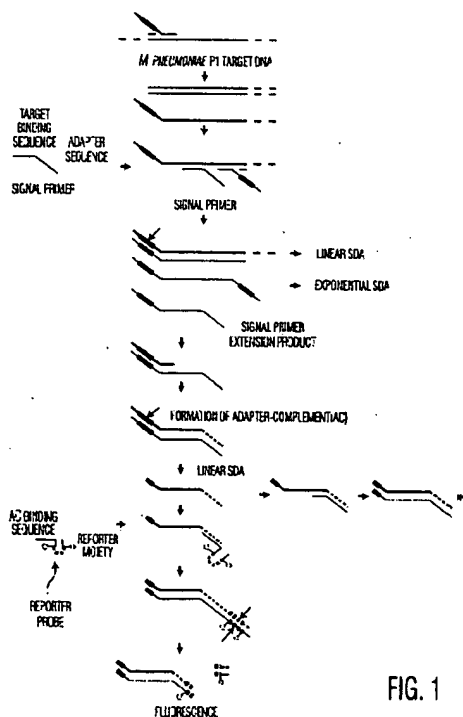 M PNEUMONIAE P1 TARGET DNA
TARGET
BINDING
SEQUENCE
ADAPTER
SEQUENCE
SIGNAL PRIMER
SIGNAL PRIMER
LINEAR SDA
EXPONENTIAL SDA
SIGNAL PRIMER
EXTENSION PRODUCT
FORMATION OF ADAPTER-COMPLEMENT(AC)
LINEAR SDA
AC BINDING
SEQUENCE
REPORTER
MOIETY
REPORTER
PROBE
FLUORESCENCE
FIG. 1